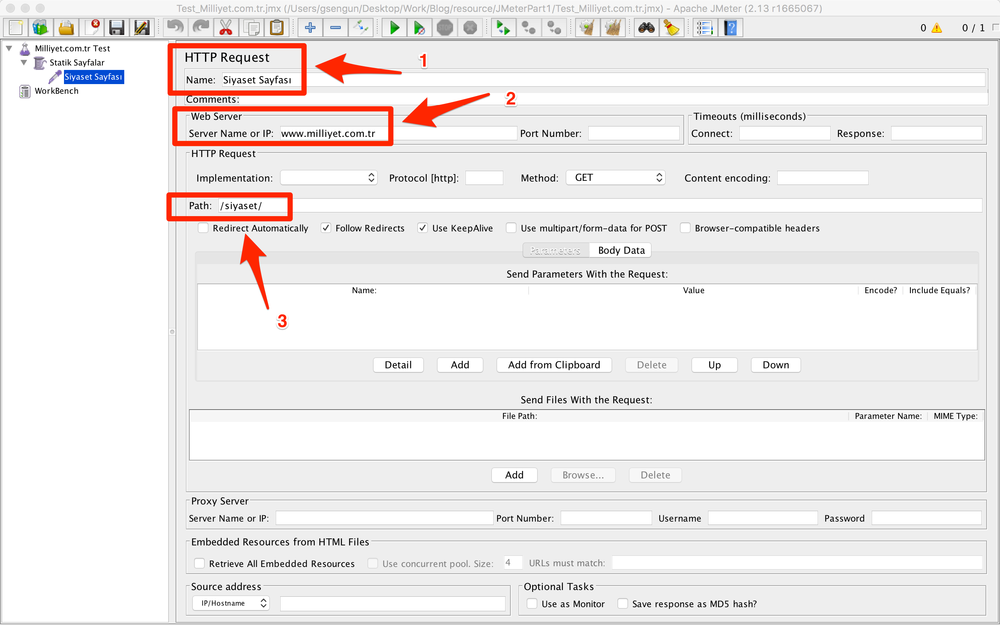 Test_Milliyet.com.tr.jmx (/Users/gsengun/Desktop/Work/Blog/resource/JMeterPart1/Test_Milliyet.com.tr.jmx) - Apache JMeter (2.13 r1665067)
STOP
0 0 / 1
Milliyet.com.tr Test
Statik Sayfalar
Siyaset Sayfası
WorkBench
HTTP Request
1
Name: Siyaset Sayfası
Comments:
2
Web Server
Server Name or IP: www.milliyet.com.tr Port Number:
Timeouts (milliseconds)
Connect: Response:
HTTP Request
Implementation: Protocol [http]: Method: GET Content encoding:
Path: /siyaset/
Redirect Automatically Follow Redirects Use KeepAlive Use multipart/form-data for POST Browser-compatible headers
3
Parameters Body Data
Send Parameters With the Request:
Name: Value Encode? Include Equals?
Detail Add Add from Clipboard Delete Up Down
Send Files With the Request:
File Path: Parameter Name: MIME Type:
Add Browse... Delete
Proxy Server
Server Name or IP: Port Number: Username Password
Embedded Resources from HTML Files
Retrieve All Embedded Resources Use concurrent pool. Size: 4 URLs must match:
Source address
IP/Hostname
Optional Tasks
Use as Monitor Save response as MD5 hash?